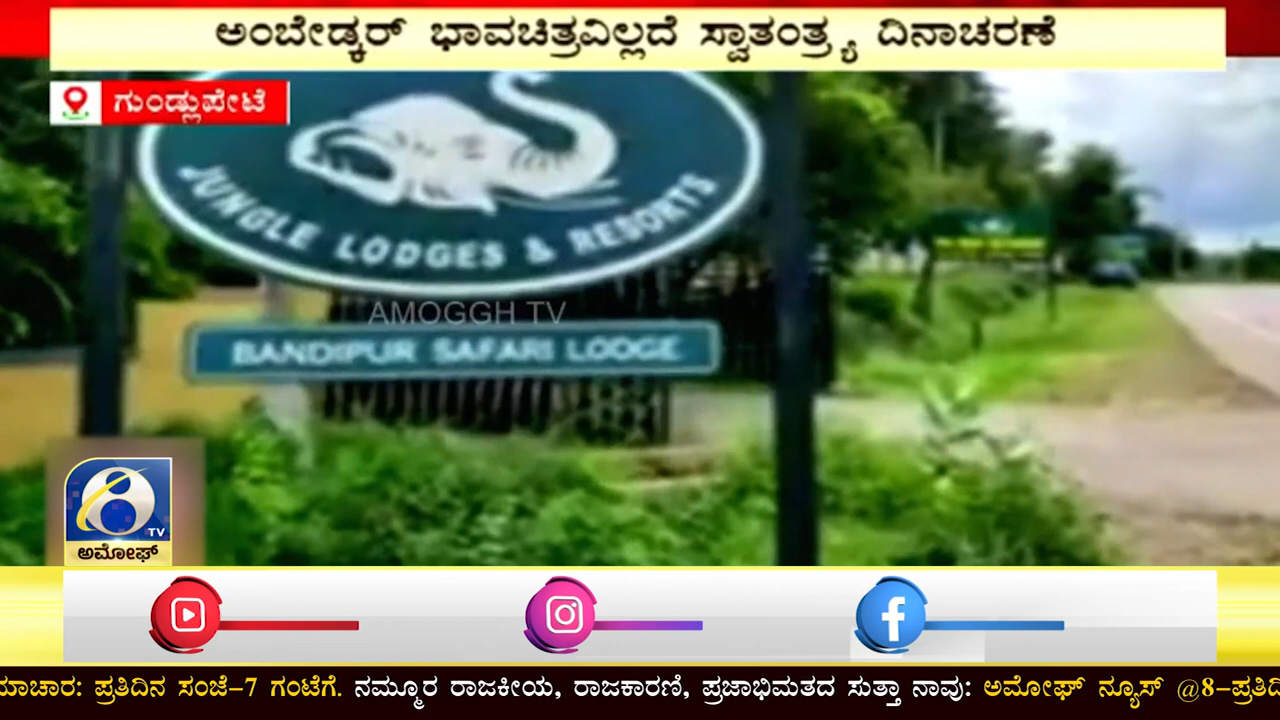 ಅಂಬೇಡ್ಕರ್ ಭಾವಚಿತ್ರವಿಲ್ಲದೆ ಸ್ವಾತಂತ್ರ್ಯ ದಿನಾಚರಣೆ
ಗುಂಡ್ಲುಪೇಟೆ
JUNGLE LODGES & RESORTS
AMOGGH TV
BANDIPUR SAFARI LODGE
8 TV
ಅಮೋಘ್
ಮಾಚಾರ: ಪ್ರತಿದಿನ ಸಂಜೆ-7 ಗಂಟೆಗೆ. ನಮ್ಮೂರ ರಾಜಕೀಯ, ರಾಜಕಾರಣಿ, ಪ್ರಜಾಭಿಮತದ ಸುತ್ತಾ ನಾವು: ಅಮೋಘ್ ನ್ಯೂಸ್ @8-ಪ್ರತಿದಿ